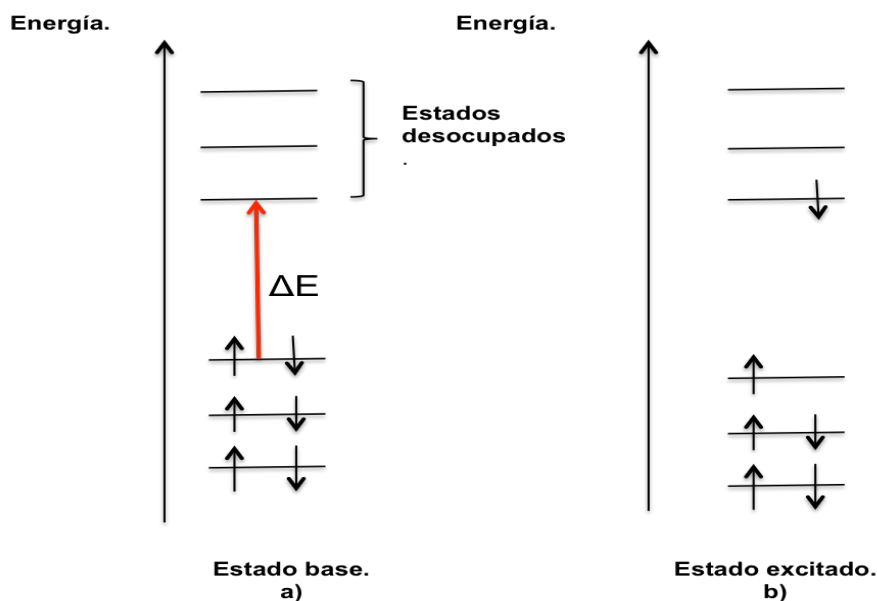 Energía.
Energía.
Estados
desocupados
.
ΔE
Estado base.
a)
Estado excitado.
b)